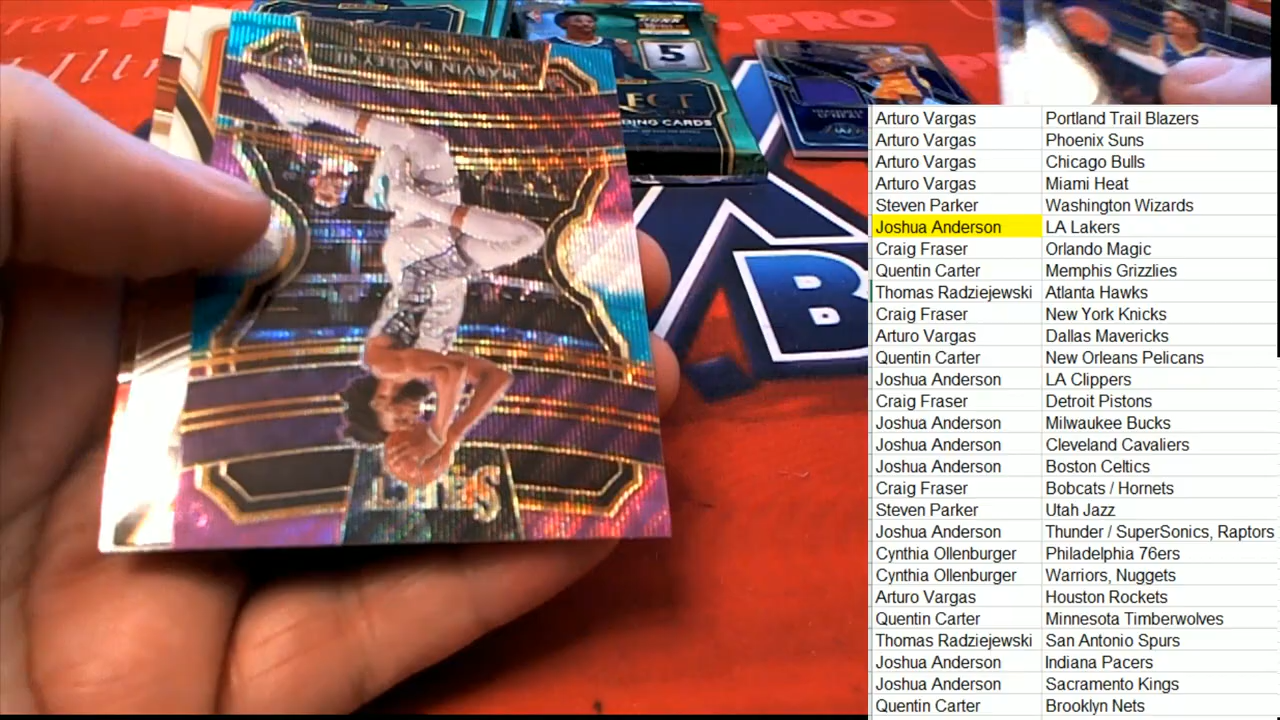 PRO
PRO
MARVIN BAGLEY III
5
ECT
DING CARDS
O'NEAL
B
Arturo Vargas Portland Trail Blazers
Arturo Vargas Phoenix Suns
Arturo Vargas Chicago Bulls
Arturo Vargas Miami Heat
Steven Parker Washington Wizards
Joshua Anderson LA Lakers
Craig Fraser Orlando Magic
Quentin Carter Memphis Grizzlies
Thomas Radziejewski Atlanta Hawks
Craig Fraser New York Knicks
Arturo Vargas Dallas Mavericks
Quentin Carter New Orleans Pelicans
Joshua Anderson LA Clippers
Craig Fraser Detroit Pistons
Joshua Anderson Milwaukee Bucks
Joshua Anderson Cleveland Cavaliers
Joshua Anderson Boston Celtics
Craig Fraser Bobcats / Hornets
Steven Parker Utah Jazz
Joshua Anderson Thunder / SuperSonics, Raptors
Cynthia Ollenburger Philadelphia 76ers
Cynthia Ollenburger Warriors, Nuggets
Arturo Vargas Houston Rockets
Quentin Carter Minnesota Timberwolves
Thomas Radziejewski San Antonio Spurs
Joshua Anderson Indiana Pacers
Joshua Anderson Sacramento Kings
Quentin Carter Brooklyn Nets